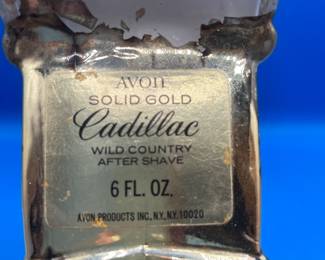 AVON
SOLID GOLD
Cadillac
WILD COUNTRY
AFTER SHAVE
6 FL. OZ.
AVON PRODUCTS INC., N.Y., N.Y. 10020